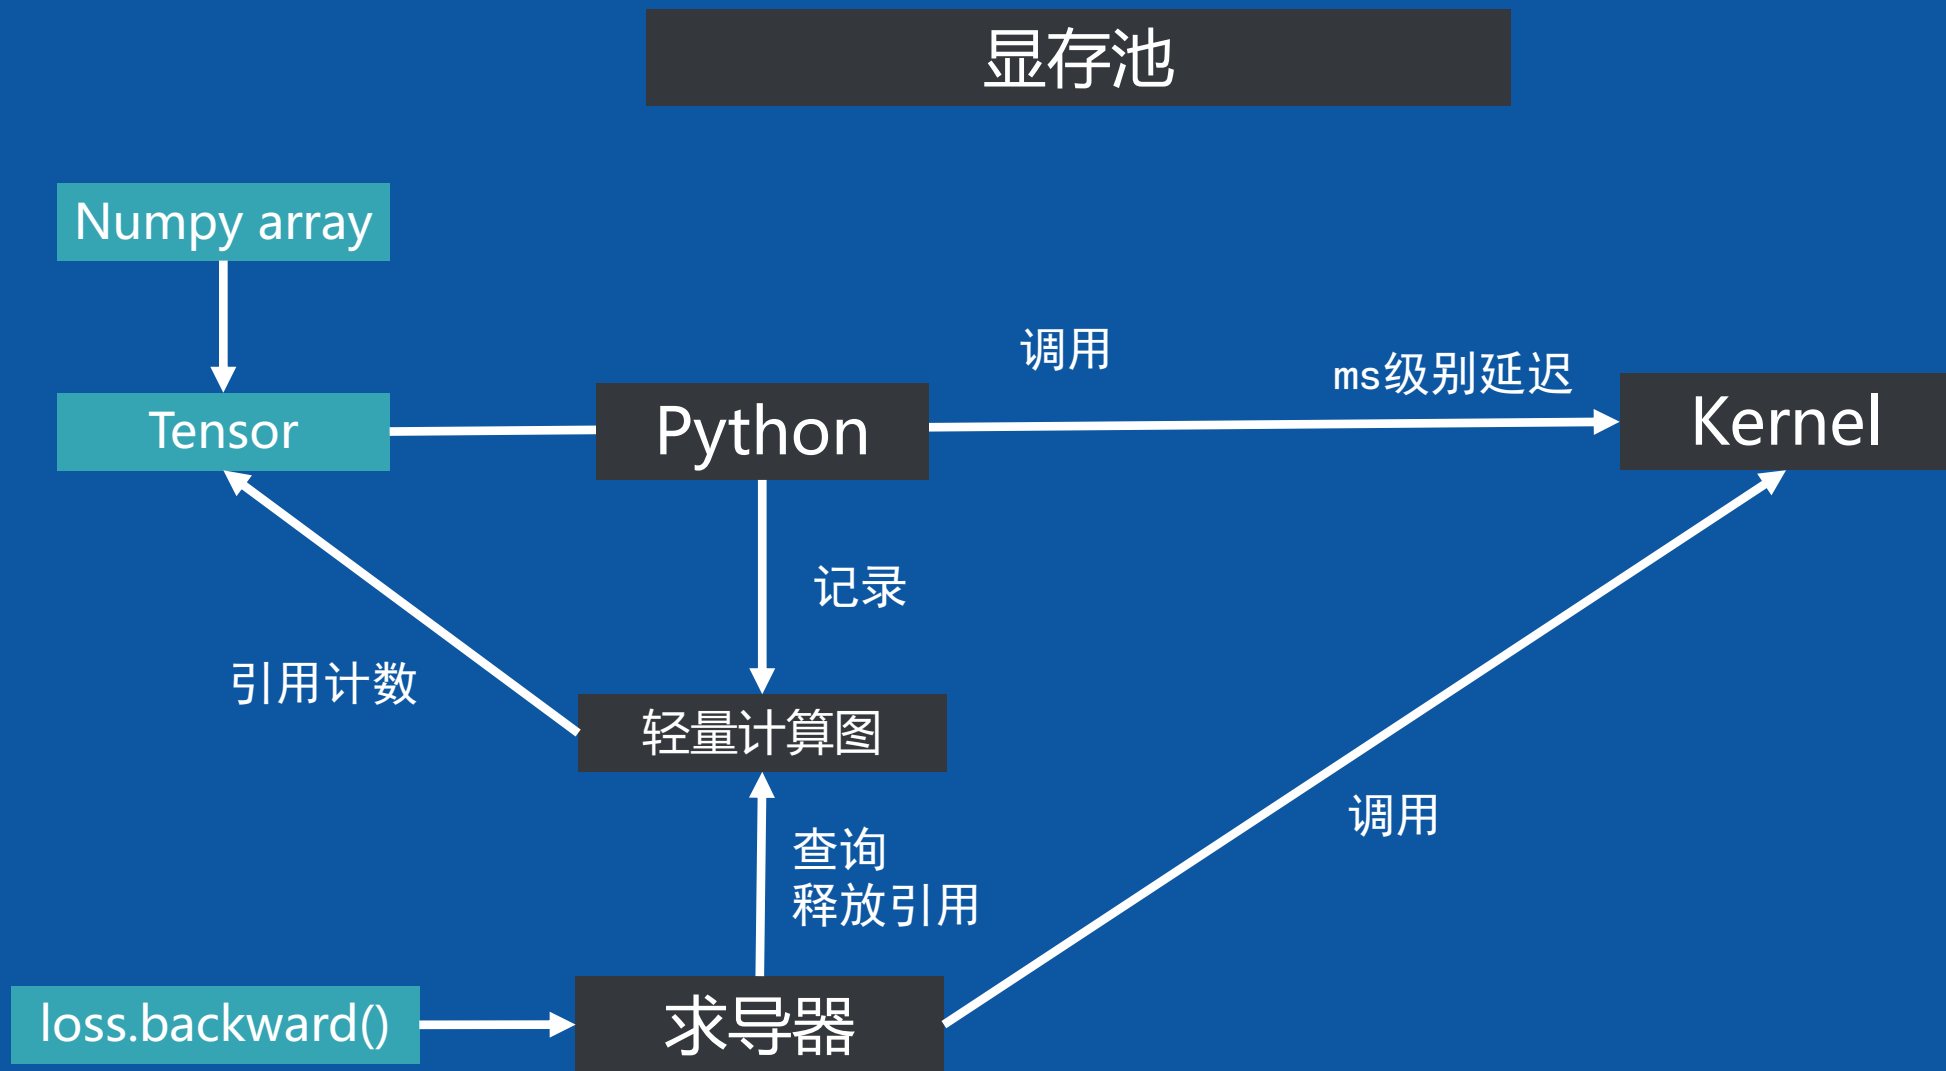 显存池
Numpy array
调用
ms级别延迟
Tensor
Python
Kernel
记录
引用计数
轻量计算图
调用
查询
释放引用
loss.backward()
求导器